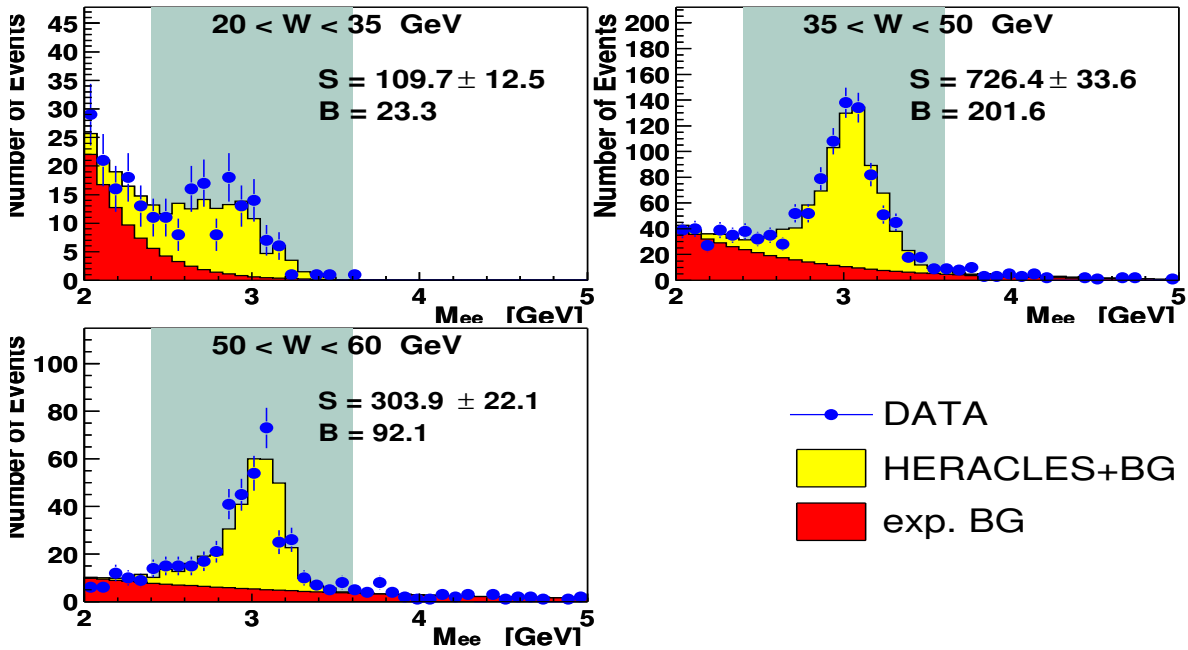 20 < W < 35 GeV
S = 109.7 ± 12.5
B = 23.3
Number of Events
45
40
35
30
25
20
15
10
5
0
2 3 4 5
Mee [GeV]
35 < W < 50 GeV
S = 726.4 ± 33.6
B = 201.6
Number of Events
200
180
160
140
120
100
80
60
40
20
0
2 3 4 5
Mee [GeV]
50 < W < 60 GeV
S = 303.9 ± 22.1
B = 92.1
Number of Events
100
80
60
40
20
0
2 3 4 5
Mee [GeV]
DATA
HERACLES+BG
exp. BG